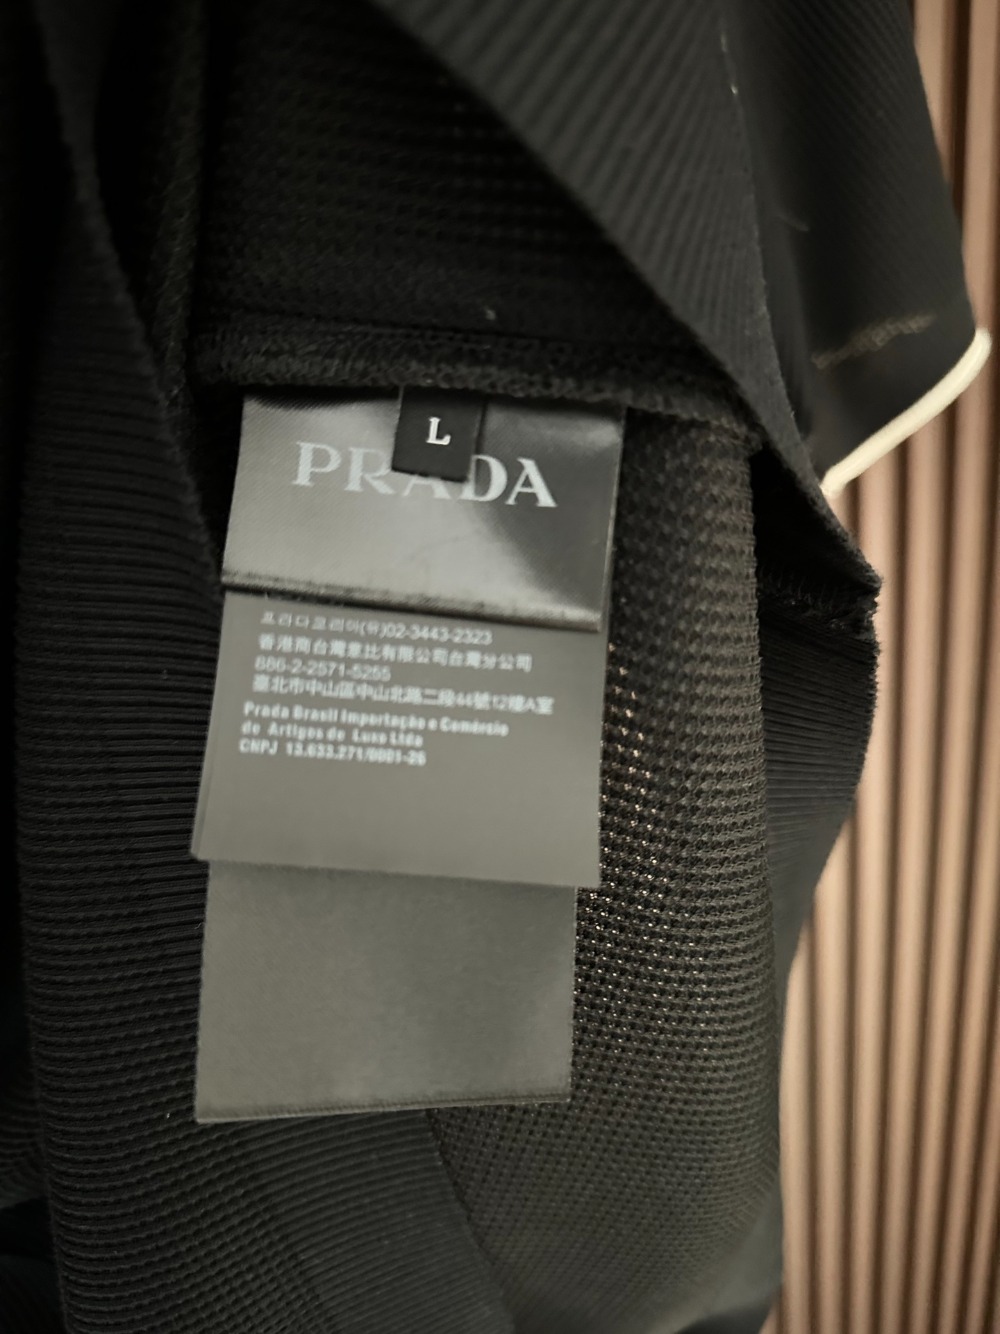 L
PRADA
프라다코리아(유)02-3443-2323
香港商台灣意比有限公司台灣分公司
886-2-2571-5255
臺北市中山區中山北路二段44號12樓A室
Prada Brasil Importação e Comércio
de Artigos de Luxo Ltda
CNPJ 13.633.271/0001-26